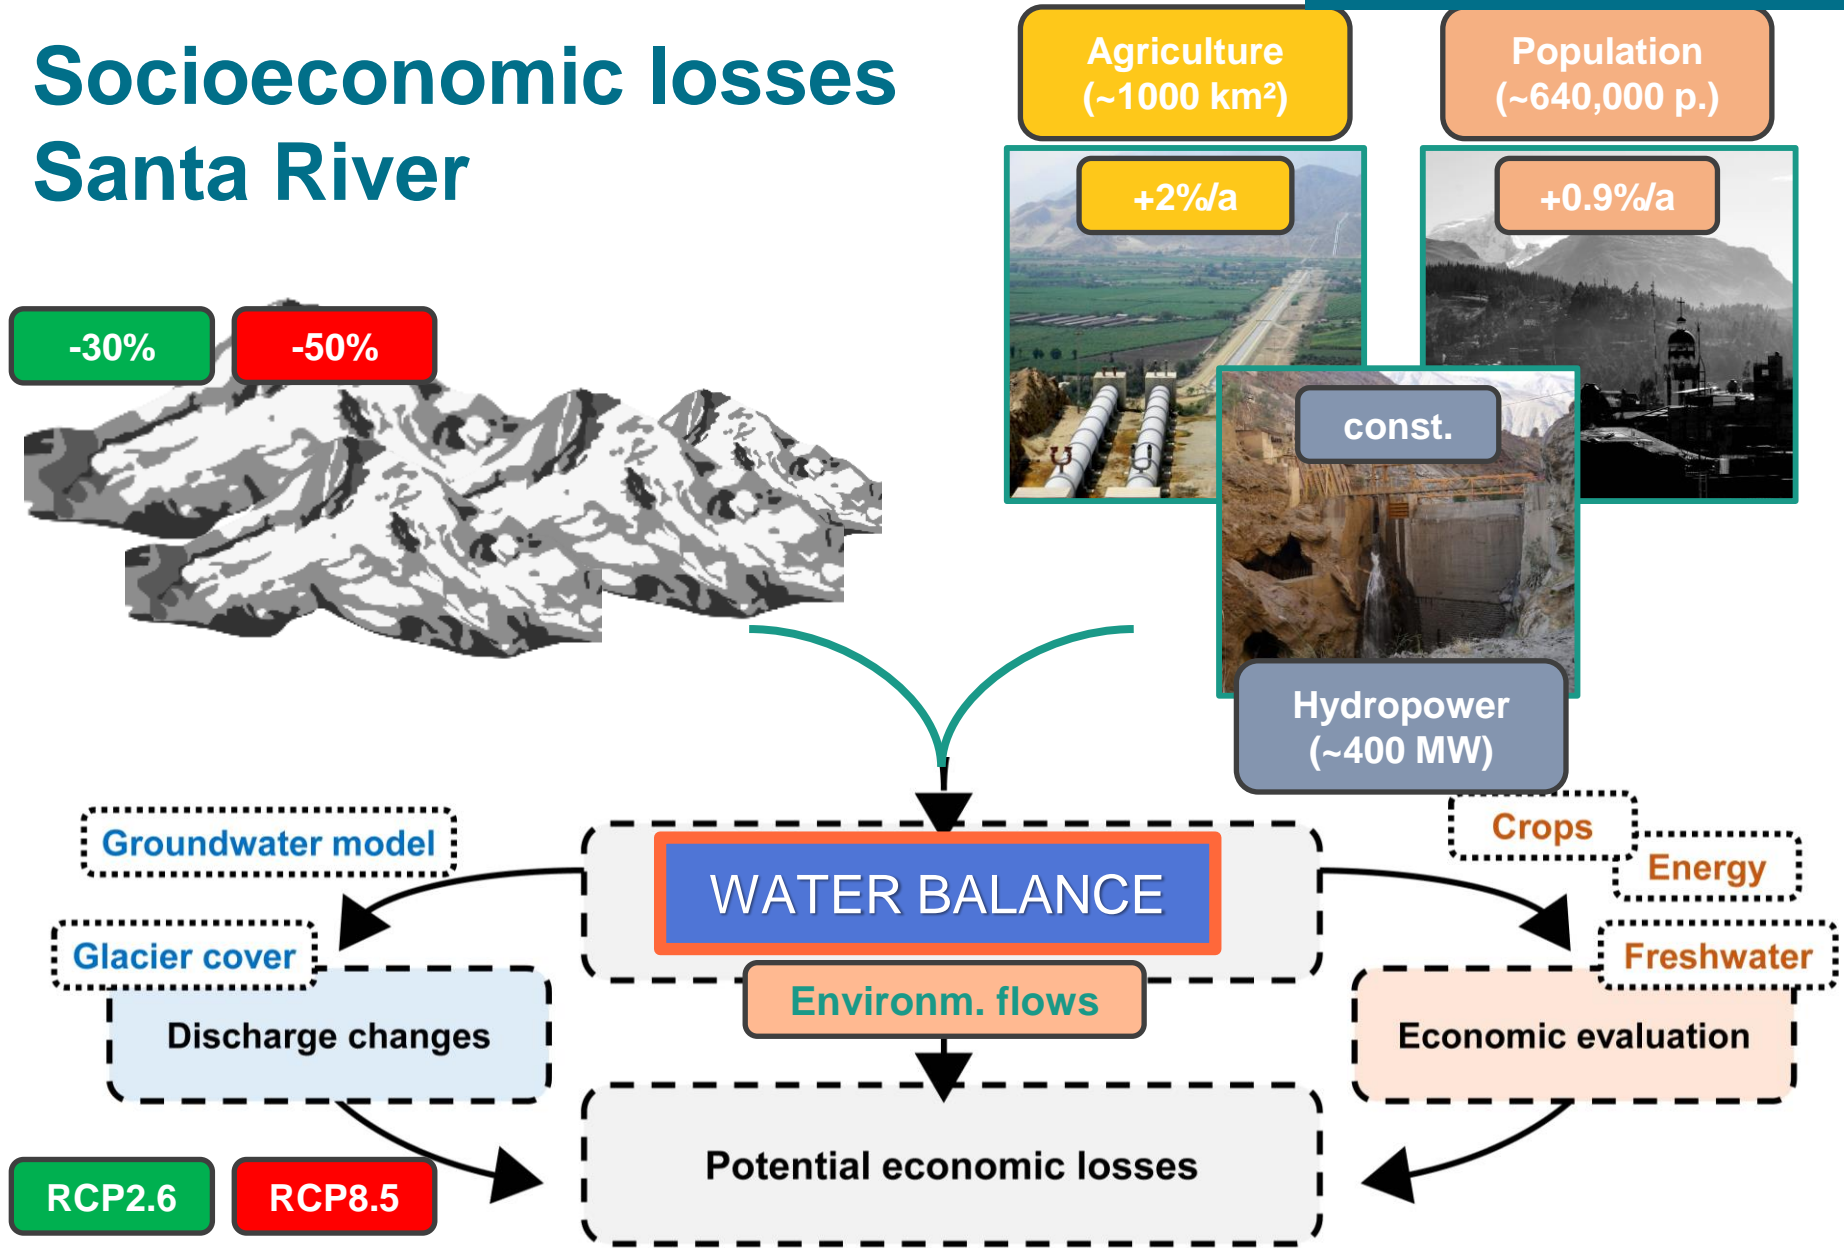 Socioeconomic losses
Santa River
Agriculture
(~1000 km²)
Population
(~640,000 p.)
+2%/a
+0.9%/a
-30%
-50%
const.
Hydropower
(~400 MW)
Groundwater model
Glacier cover
Discharge changes
WATER BALANCE
Environm. flows
Crops
Energy
Freshwater
Economic evaluation
Potential economic losses
RCP2.6
RCP8.5